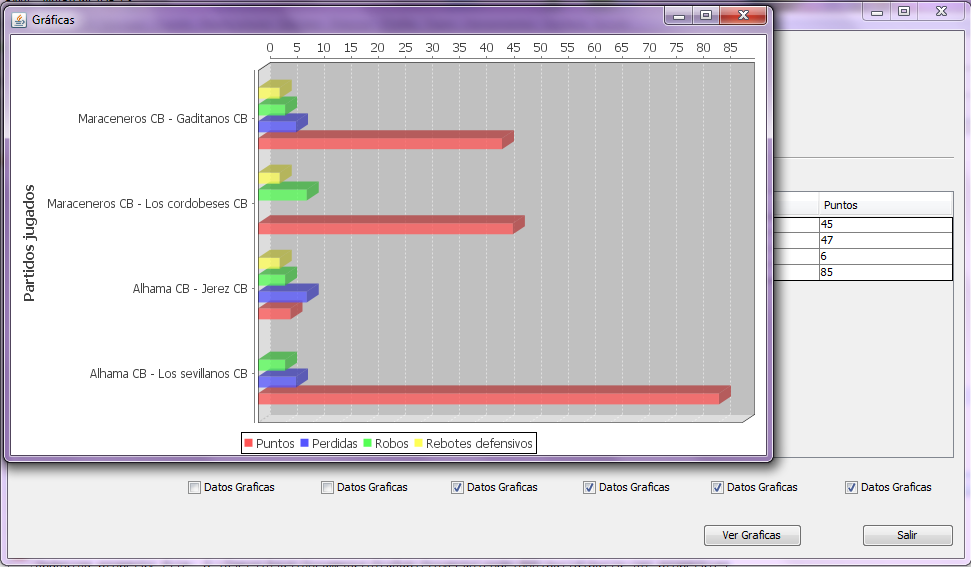 Gráficas
0 5 10 15 20 25 30 35 40 45 50 55 60 65 70 75 80 85
Partidos jugados
Maraceneros CB - Gaditanos CB
Maraceneros CB - Los cordobeses CB
Alhama CB - Jerez CB
Alhama CB - Los sevillanos CB
Puntos Perdidas Robos Rebotes defensivos
Puntos
45
47
6
85
Datos Graficas Datos Graficas Datos Graficas Datos Graficas Datos Graficas Datos Graficas
Ver Graficas Salir